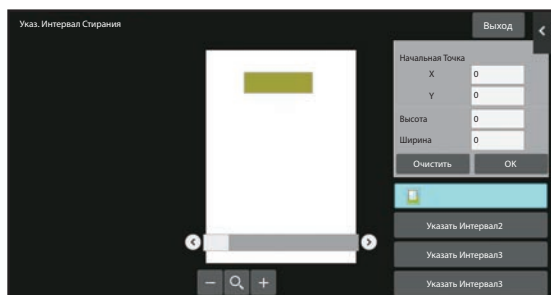 Указ. Интервал Стирания
Выход
Начальная Точка
X 0
Y 0
Высота 0
Ширина 0
Очистить OK
Указать Интервал2
Указать Интервал3
Указать Интервал3